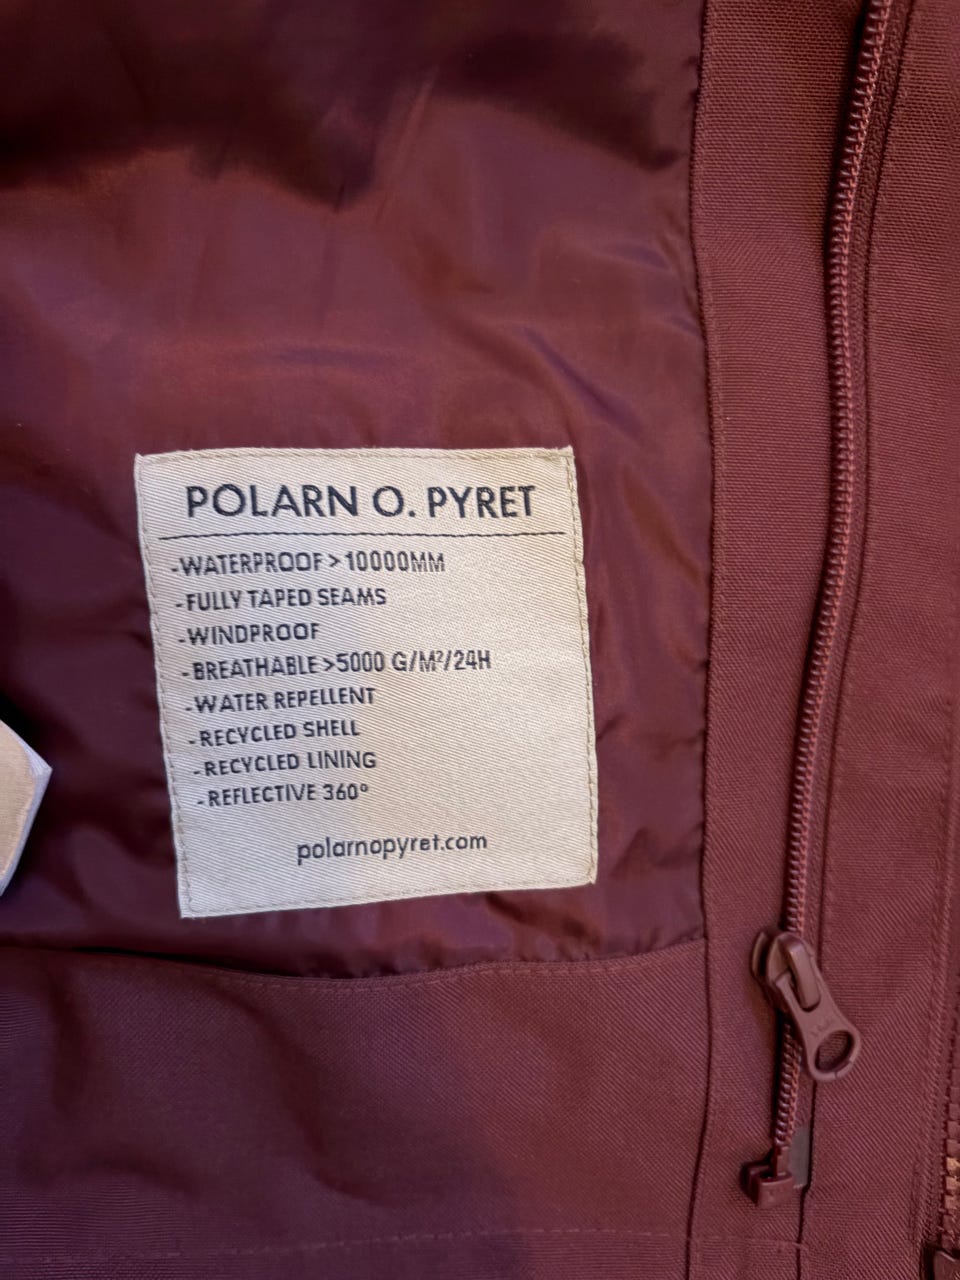 POLARN O. PYRET
-WATERPROOF > 10000MM
-FULLY TAPED SEAMS
-WINDPROOF
-BREATHABLE >5000 G/M²/24H
-WATER REPELLENT
-RECYCLED SHELL
-RECYCLED LINING
-REFLECTIVE 360°
polarnopyret.com